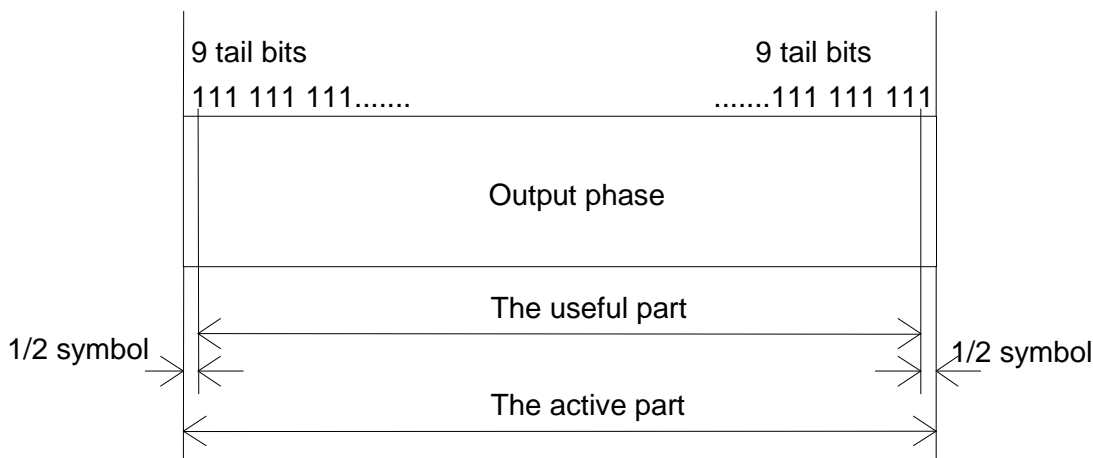 9 tail bits 9 tail bits
111 111 111....... .......111 111 111
Output phase
The useful part
1/2 symbol 1/2 symbol
The active part